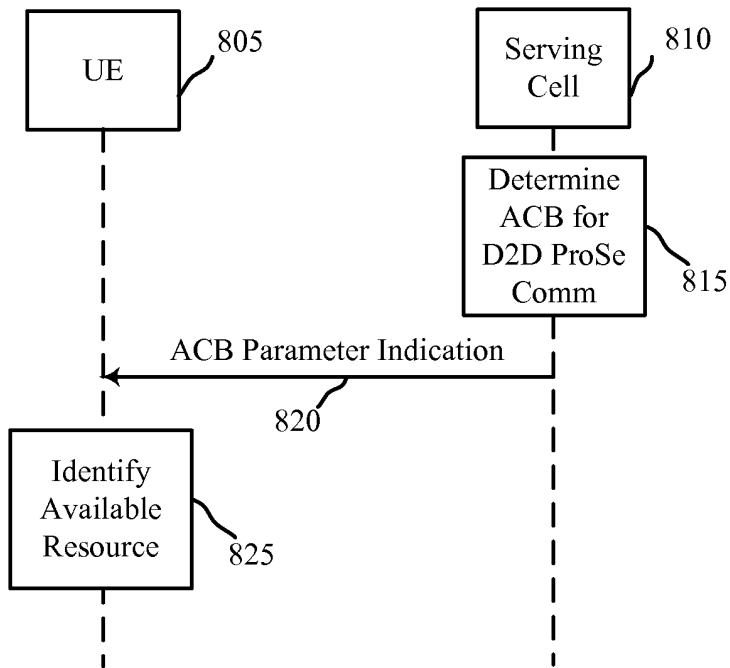 UE
805
Serving
Cell
810
Determine
ACB for
D2D ProSe
Comm
815
ACB Parameter Indication
820
Identify
Available
Resource
825